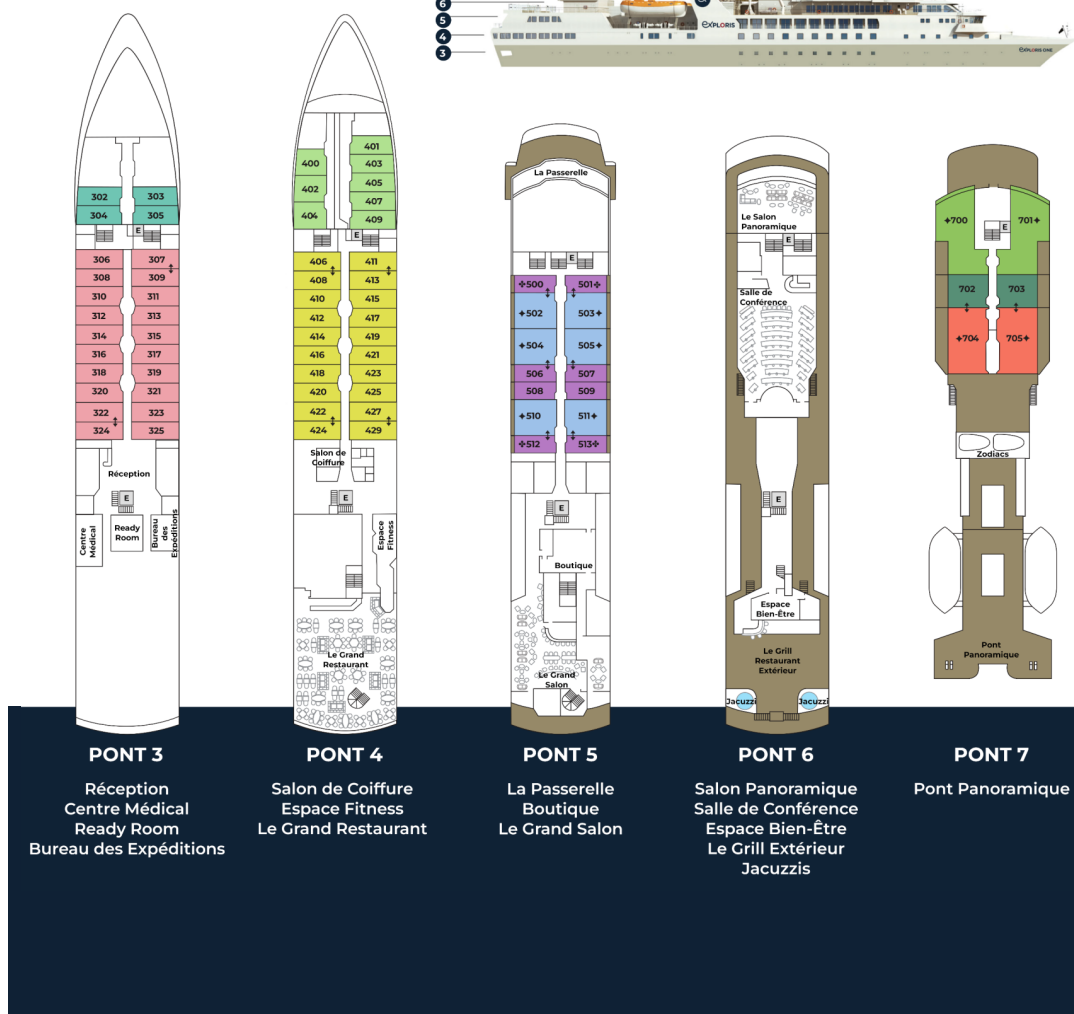 6
5
4
3
EXPLORIS
EXPLORIS ONE
302 303
304 305
E
306 307
308 309
310 311
312 313
314 315
316 317
318 319
320 321
322 323
324 325
Réception
E
Centre
Médical
Ready
Room
Bureau
des
Expéditions
400
402
404
401
403
405
407
409
E
406 411
408 413
410 415
412 417
414 419
416 421
418 423
420 425
422 427
424 429
Salon de
Coiffure
E
Espace
Fitness
Le Grand
Restaurant
La Passerelle
E
500 501
502 503
504 505
506 507
508 509
510 511
512 513
E
Boutique
Le Grand
Salon
Le Salon
Panoramique
E
Salle de
Conférence
E
Espace
Bien-Être
Le Grill
Restaurant
Extérieur
Jacuzzi
Jacuzzi
700 701
E
702 703
704 705
Zodiacs
Pont
Panoramique
PONT 3
Réception
Centre Médical
Ready Room
Bureau des Expéditions
PONT 4
Salon de Coiffure
Espace Fitness
Le Grand Restaurant
PONT 5
La Passerelle
Boutique
Le Grand Salon
PONT 6
Salon Panoramique
Salle de Conférence
Espace Bien-Être
Le Grill Extérieur
Jacuzzis
PONT 7
Pont Panoramique